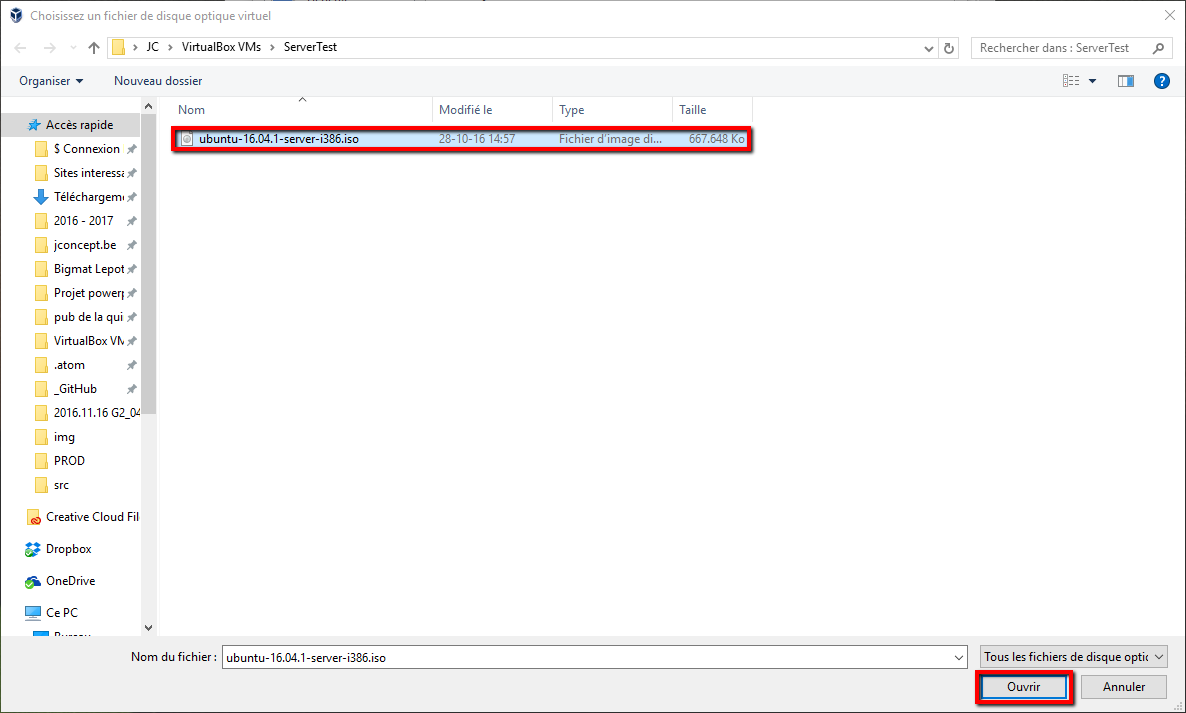 Choisissez un fichier de disque optique virtuel
JC > VirtualBox VMs > ServerTest
Rechercher dans : ServerTest
Organiser
Nouveau dossier
Nom
Modifié le
Type
Taille
ubuntu-16.04.1-server-i386.iso
28-10-16 14:57
Fichier d'image di...
667.648 Ko
Accès rapide
$ Connexion
Sites interessa
Téléchargeme
2016 - 2017
jconcept.be
Bigmat Lepot
Projet powerp
pub de la qui
VirtualBox VM
.atom
_GitHub
2016.11.16 G2_04
img
PROD
src
Creative Cloud Fil
Dropbox
OneDrive
Ce PC
Bureau
Nom du fichier :
ubuntu-16.04.1-server-i386.iso
Tous les fichiers de disque optic
Ouvrir
Annuler